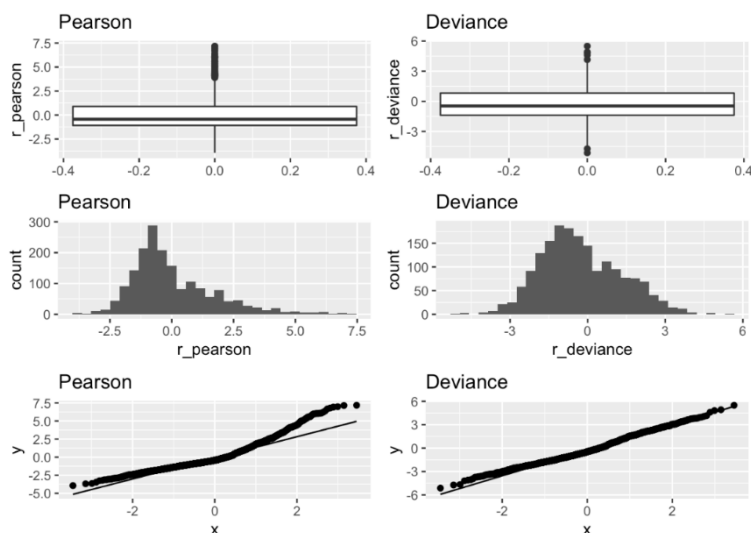 Pearson
7.5
5.0
2.5
0.0
-2.5
r_pearson
-0.4 -0.2 0.0 0.2 0.4
Deviance
6
3
0
-3
r_deviance
-0.4 -0.2 0.0 0.2 0.4
Pearson
300
200
100
0
count
-2.5 0.0 2.5 5.0 7.5
r_pearson
Deviance
150
100
50
0
count
-3 0 3 6
r_deviance
Pearson
7.5
5.0
2.5
0.0
-2.5
-5.0
y
-2 0 2
x
Deviance
6
3
0
-3
-6
y
-2 0 2
x